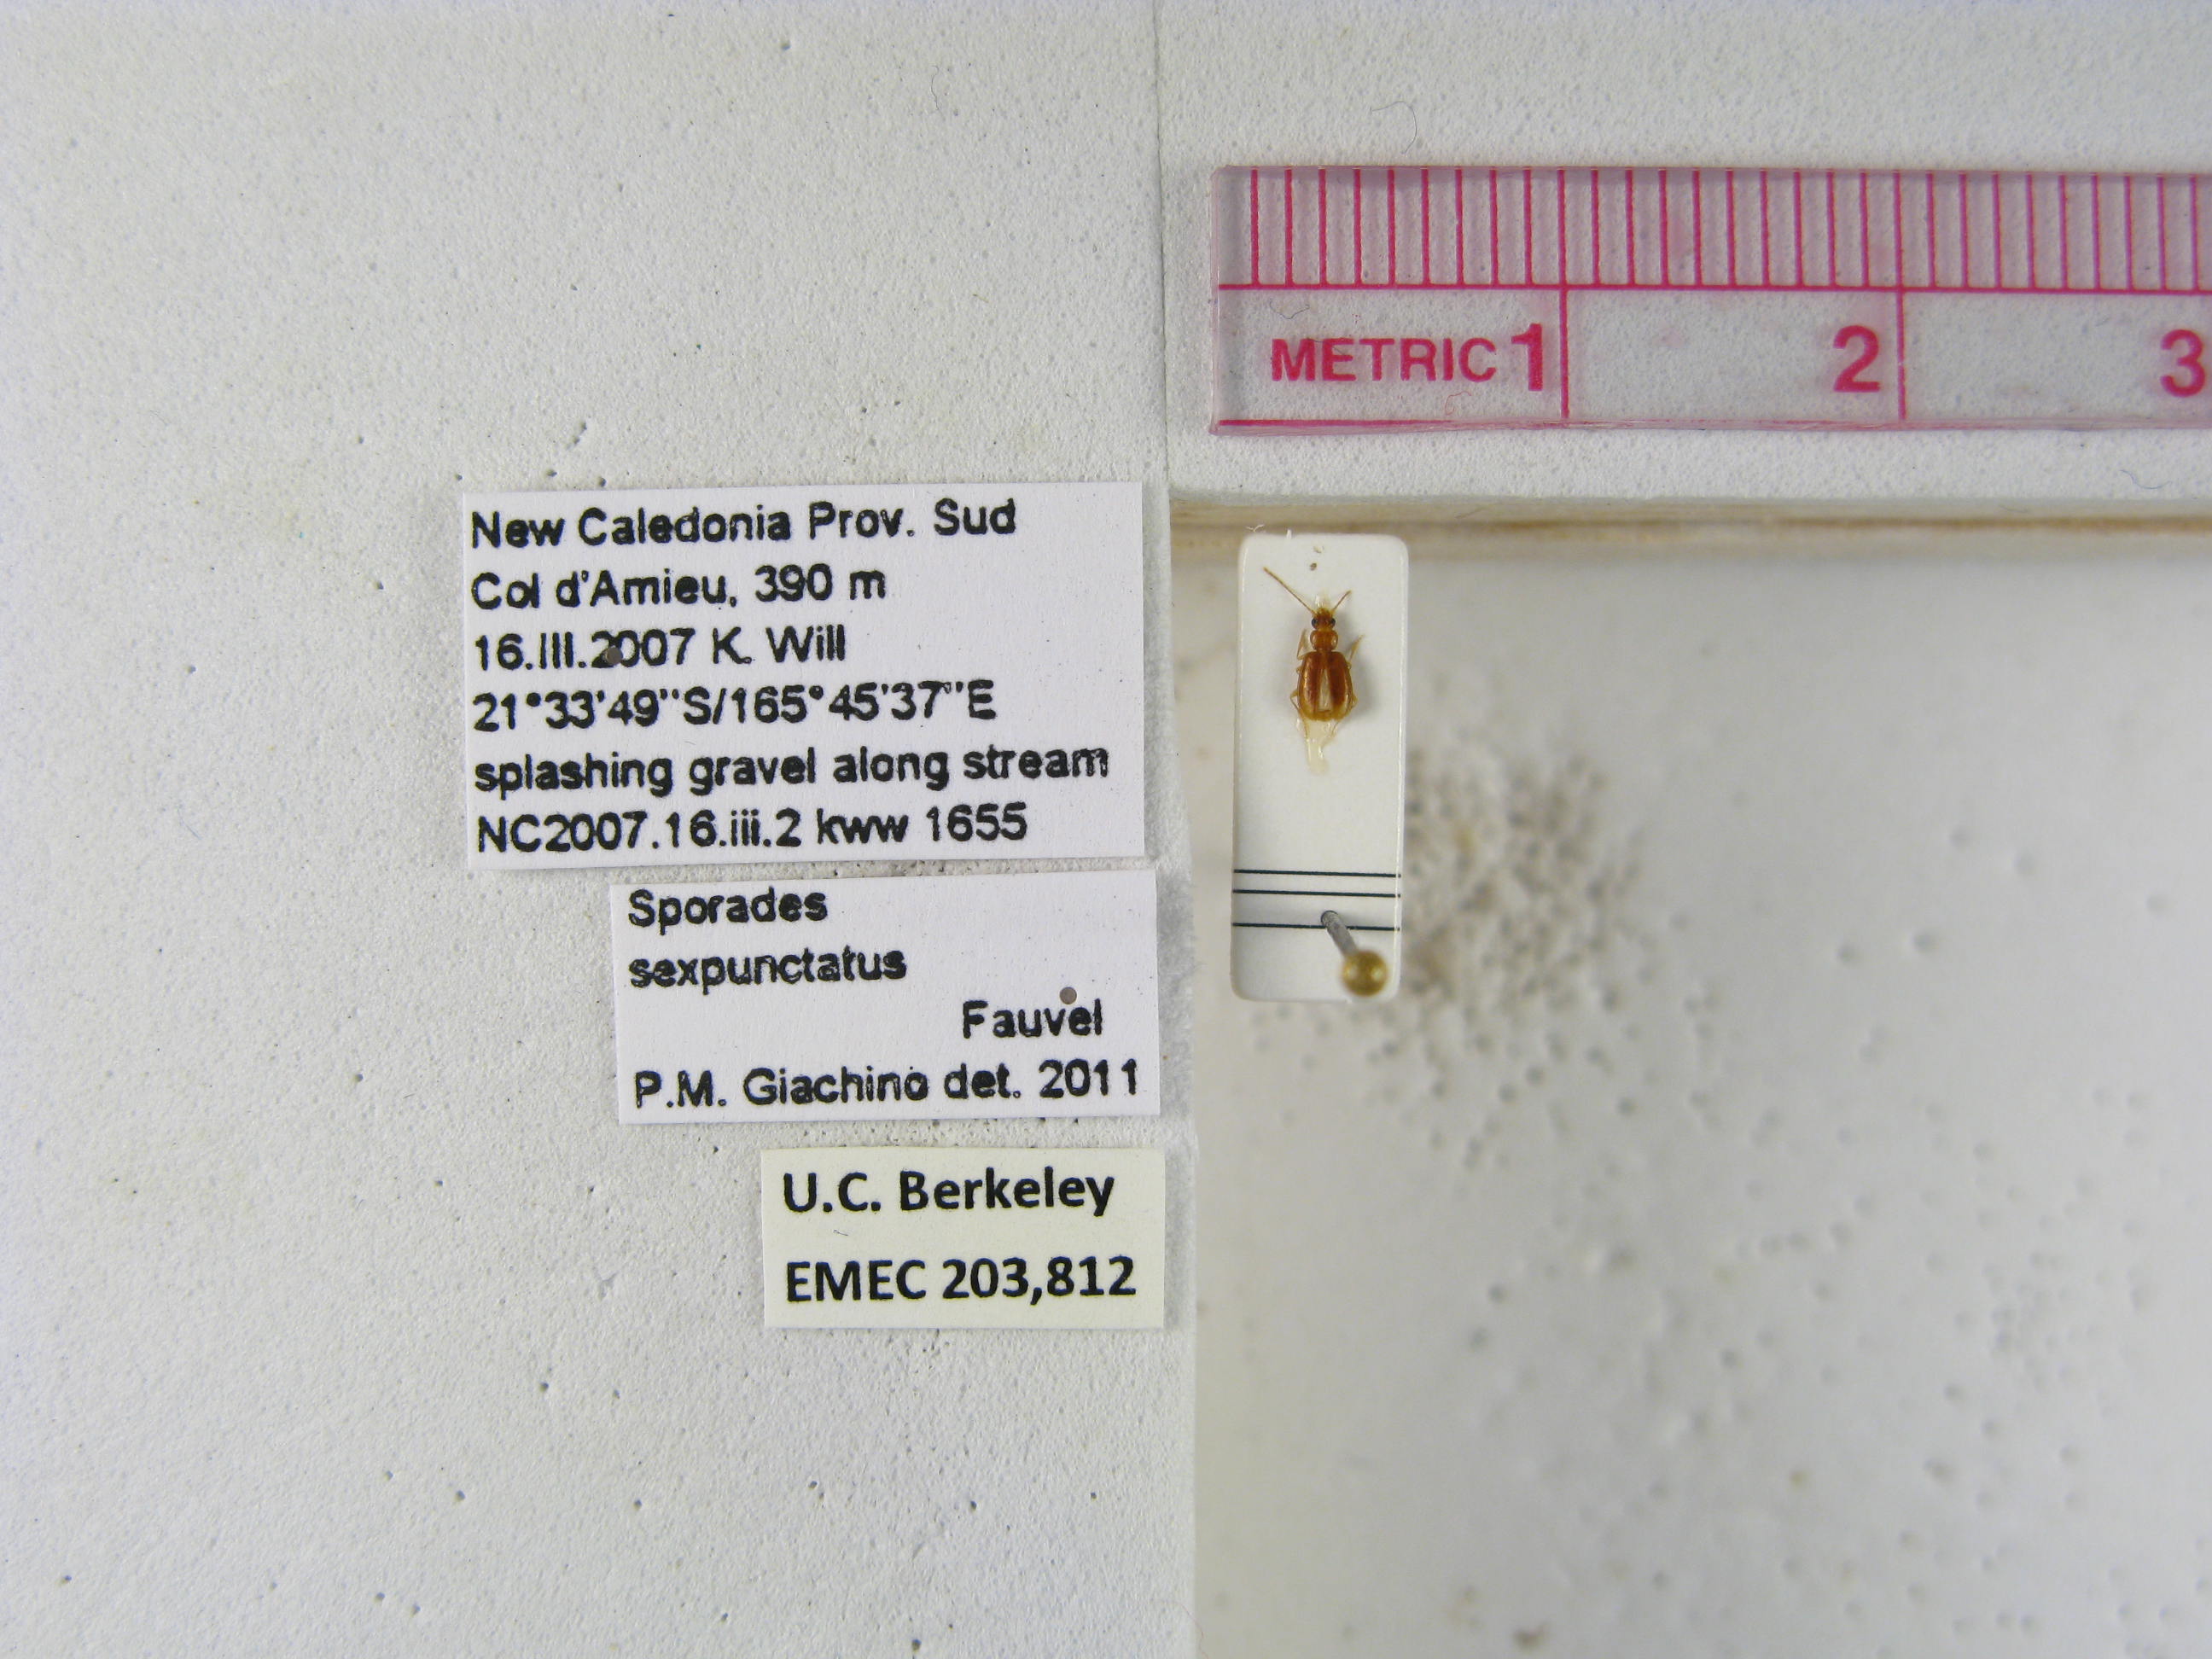 METRIC 1 2 3
New Caledonia Prov. Sud
Col d'Amieu, 390 m
16.III.2007 K. Will
21°33'49''S/165°45'37''E
splashing gravel along stream
NC2007.16.iii.2 kww 1655
Sporades
sexpunctatus
Fauvel
P.M. Giachino det. 2011
U.C. Berkeley
EMEC 203,812